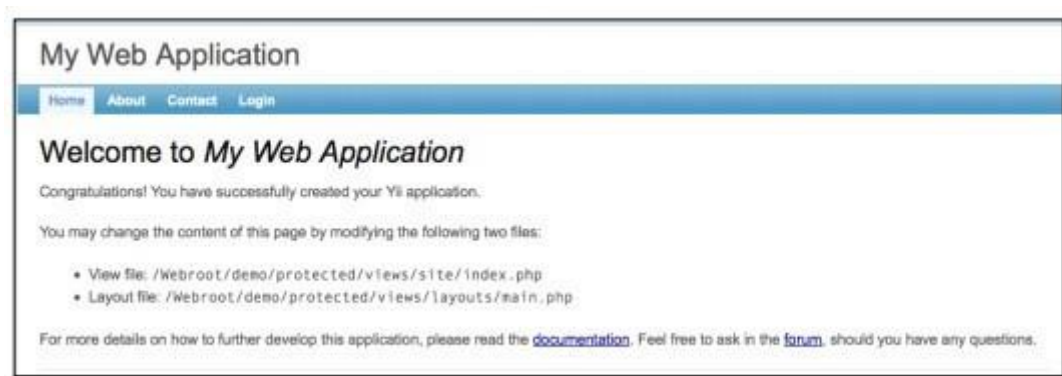 My Web Application
Home About Contact Login
Welcome to My Web Application
Congratulations! You have successfully created your Yii application.
You may change the content of this page by modifying the following two files:
• View file: /Webroot/demo/protected/views/site/index.php
• Layout file: /Webroot/demo/protected/views/layouts/main.php
For more details on how to further develop this application, please read the documentation. Feel free to ask in the forum, should you have any questions.